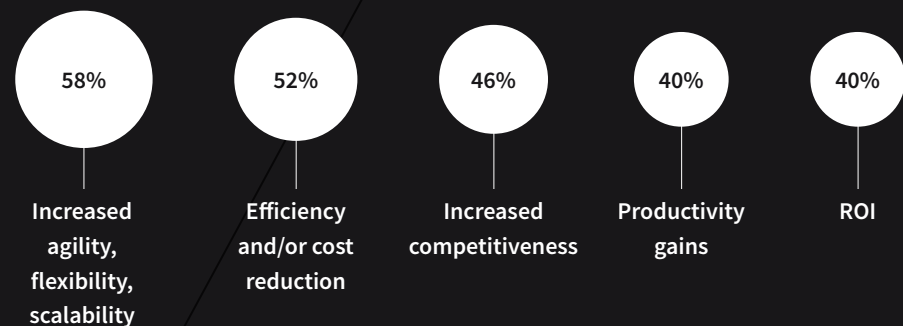 58%
52%
46%
40%
40%
Increased
agility,
flexibility,
scalability
Efficiency
and/or cost
reduction
Increased
competitiveness
Productivity
gains
ROI